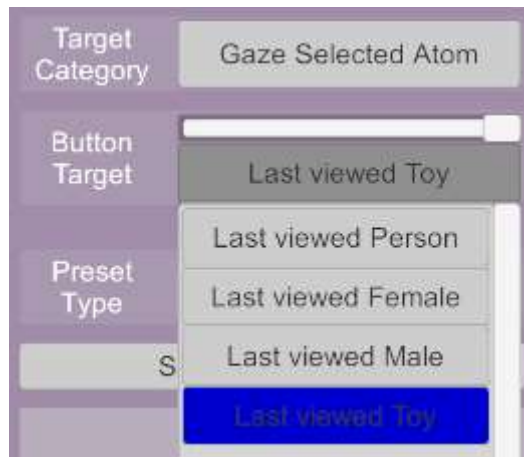 Target
Category
Gaze Selected Atom
Button
Target
Last viewed Toy
Last viewed Person
Last viewed Female
Preset
Type
Last viewed Male
S
Last viewed Toy